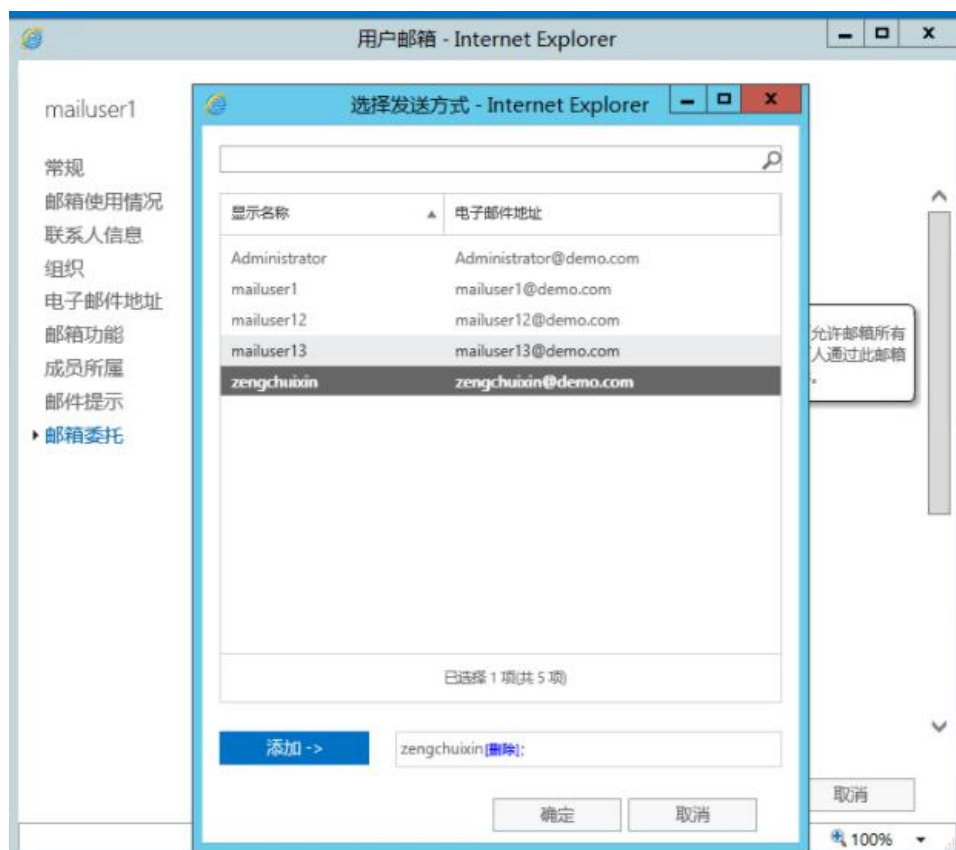 用户邮箱 - Internet Explorer
mailuser1
常规
邮箱使用情况
联系人信息
组织
电子邮件地址
邮箱功能
成员所属
邮件提示
邮箱委托
选择发送方式 - Internet Explorer
显示名称 电子邮件地址
Administrator Administrator@demo.com
mailuser1 mailuser1@demo.com
mailuser12 mailuser12@demo.com
mailuser13 mailuser13@demo.com
zengchuixin zengchuixin@demo.com
已选择 1 项(共 5 项)
添加 -> zengchuixin[删除];
确定 取消
允许邮箱所有
人通过此邮箱
。
取消
100%